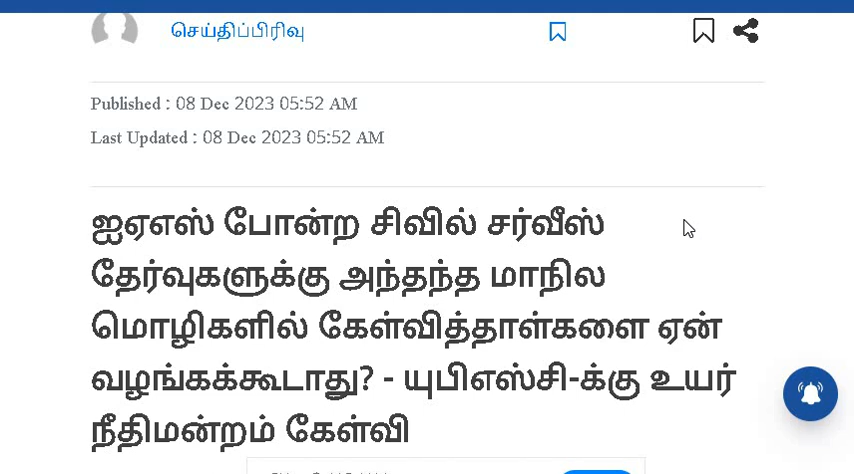 செய்திப்பிரிவு
Published : 08 Dec 2023 05:52 AM
Last Updated : 08 Dec 2023 05:52 AM
ஐஏஎஸ் போன்ற சிவில் சர்வீஸ்
தேர்வுகளுக்கு அந்தந்த மாநில
மொழிகளில் கேள்வித்தாள்களை ஏன்
வழங்கக்கூடாது? - யுபிஎஸ்சி-க்கு உயர்
நீதிமன்றம் கேள்வி